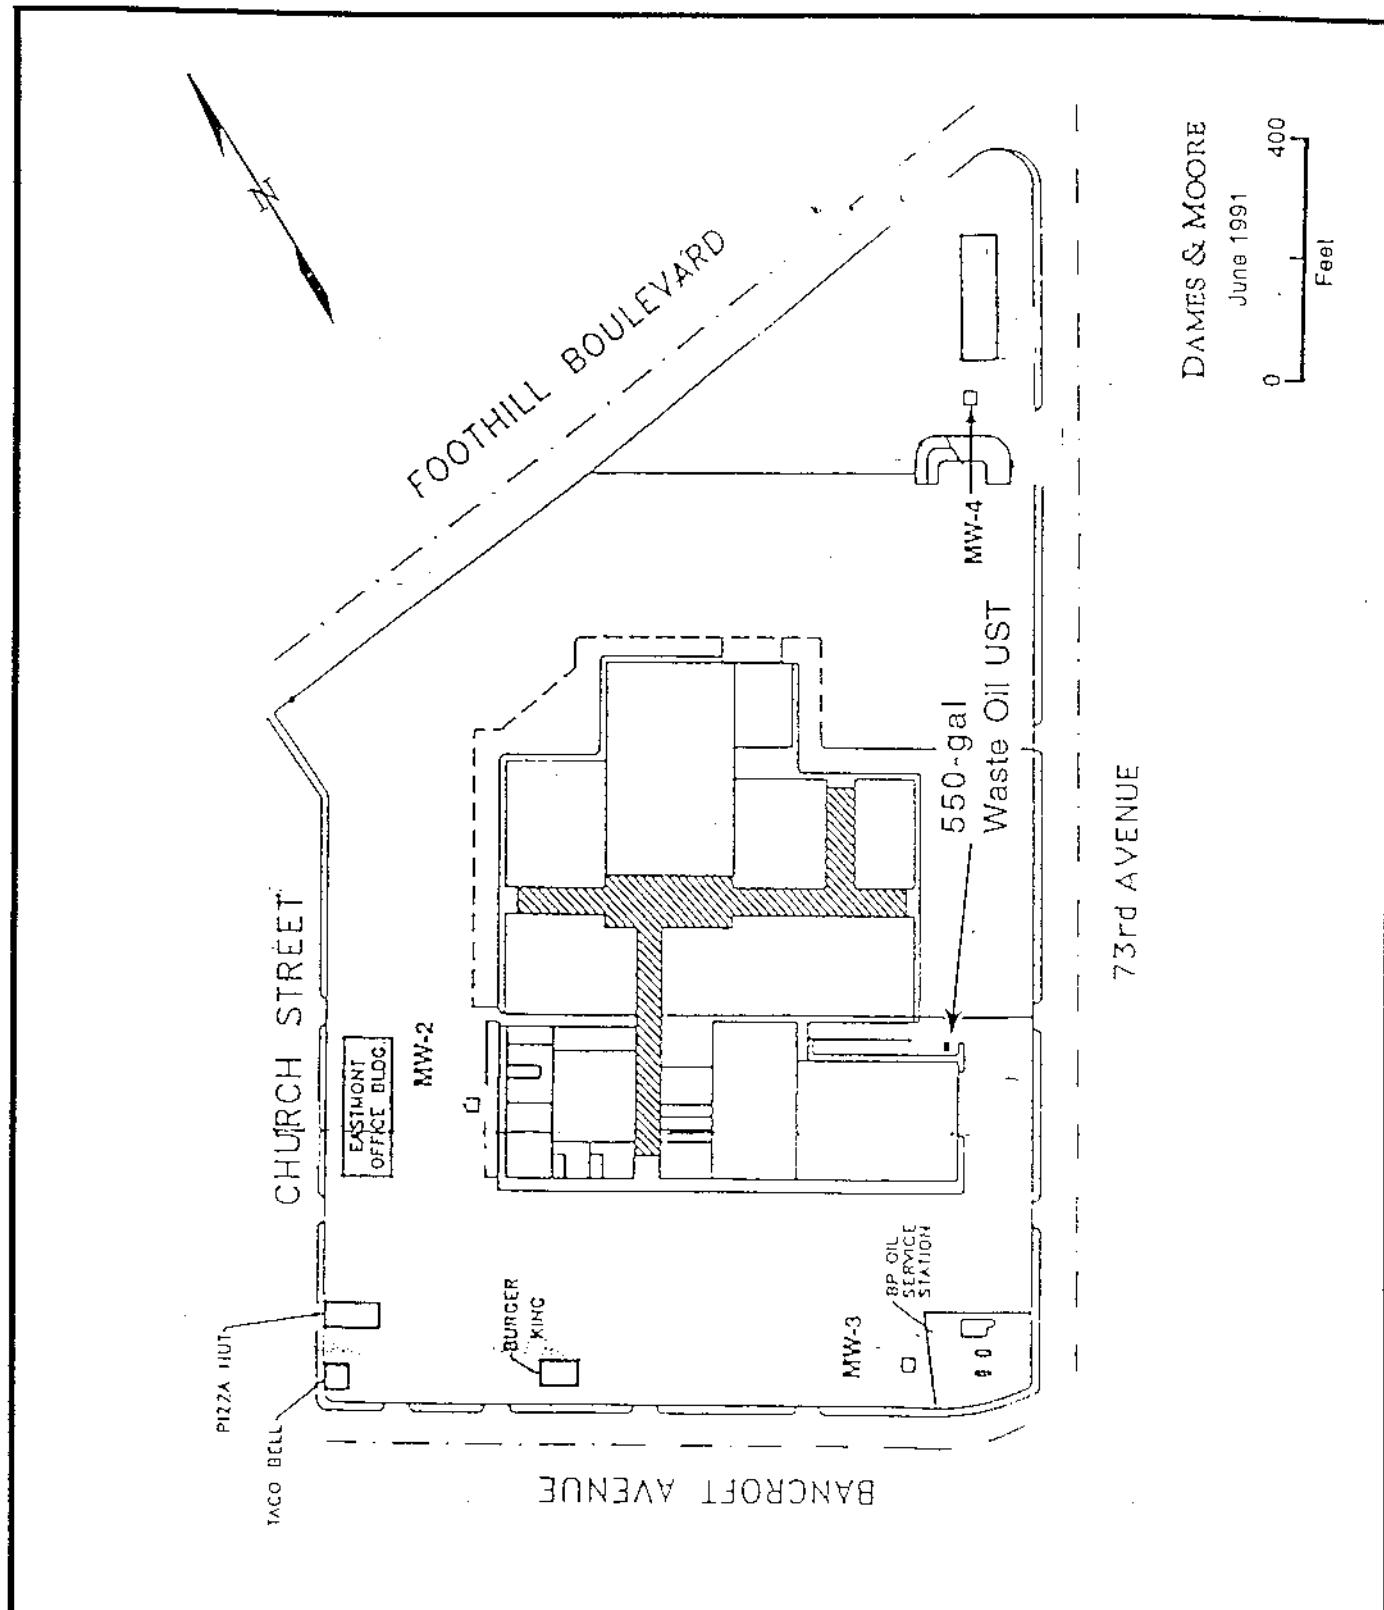 N
FOOTHILL BOULEVARD
CHURCH STREET
EASTMONT
OFFICE BLDG.
MW-2
PIZZA HUT
TACO BELL
BURGER
KING
MW-3
BP OIL
SERVICE
STATION
BANCROFT AVENUE
MW-4
550-gal
Waste Oil UST
73rd AVENUE
DAMES & MOORE
June 1991
0 400
Feet